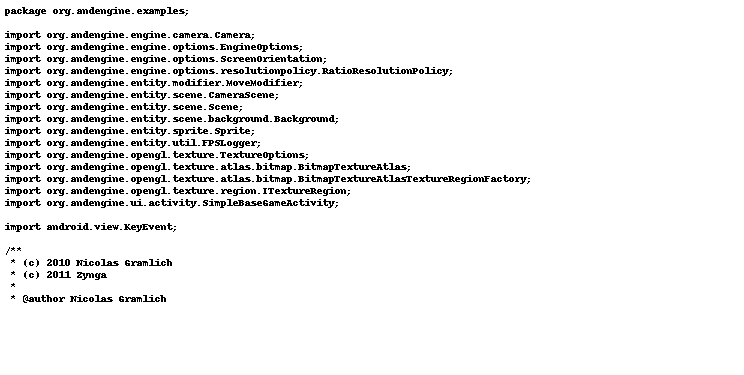 package org.andengine.examples;

import org.andengine.engine.camera.Camera;
import org.andengine.engine.options.EngineOptions;
import org.andengine.engine.options.ScreenOrientation;
import org.andengine.engine.options.resolutionpolicy.RatioResolutionPolicy;
import org.andengine.entity.modifier.MoveModifier;
import org.andengine.entity.scene.CameraScene;
import org.andengine.entity.scene.Scene;
import org.andengine.entity.scene.background.Background;
import org.andengine.entity.sprite.Sprite;
import org.andengine.entity.util.FPSLogger;
import org.andengine.opengl.texture.TextureOptions;
import org.andengine.opengl.texture.atlas.bitmap.BitmapTextureAtlas;
import org.andengine.opengl.texture.atlas.bitmap.BitmapTextureAtlasTextureRegionFactory;
import org.andengine.opengl.texture.region.ITextureRegion;
import org.andengine.ui.activity.SimpleBaseGameActivity;

import android.view.KeyEvent;

/**
 * (c) 2010 Nicolas Gramlich
 * (c) 2011 Zynga
 *
 * @author Nicolas Gramlich